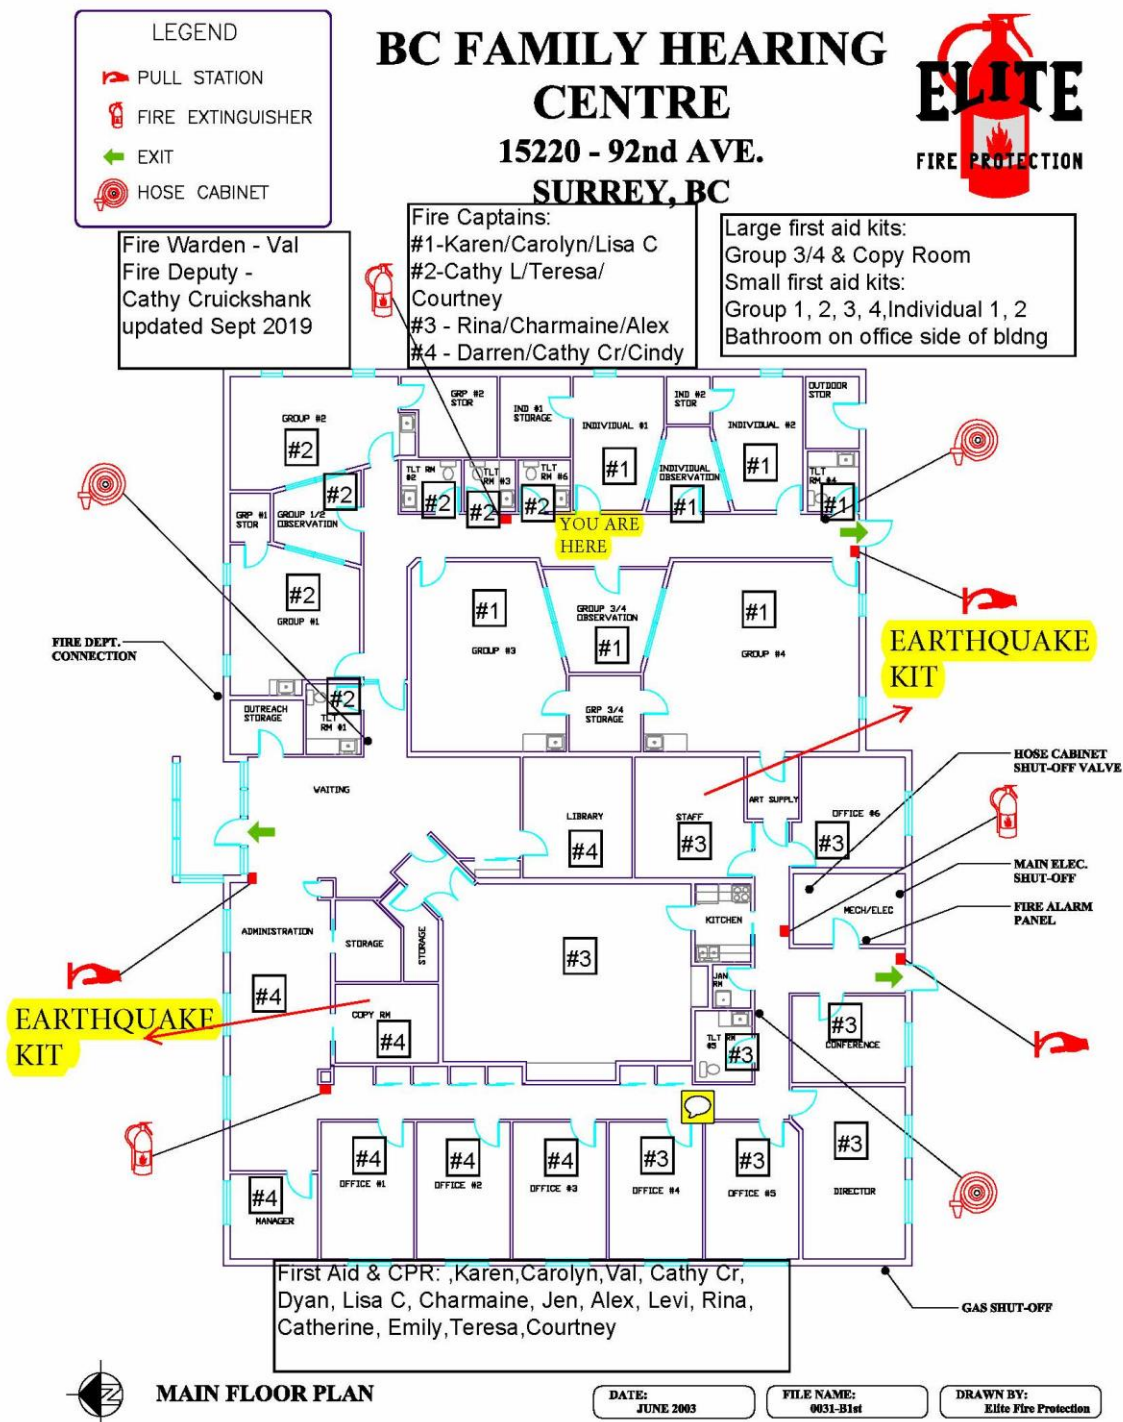 LEGEND
PULL STATION
FIRE EXTINGUISHER
EXIT
HOSE CABINET
BC FAMILY HEARING
CENTRE
15220 - 92nd AVE.
SURREY, BC
ELITE
FIRE PROTECTION
Fire Warden - Val
Fire Deputy -
Cathy Cruickshank
updated Sept 2019
Fire Captains:
#1-Karen/Carolyn/Lisa C
#2-Cathy L/Teresa/
Courtney
#3 - Rina/Charmaine/Alex
#4 - Darren/Cathy Cr/Cindy
Large first aid kits:
Group 3/4 & Copy Room
Small first aid kits:
Group 1, 2, 3, 4,Individual 1, 2
Bathroom on office side of bldng
GROUP #2
#2
GRP #2
STOR
IND #1
STORAGE
INDIVIDUAL #1
#1
IND #2
STOR
INDIVIDUAL #2
#1
OUTDOOR
STOR
TLT RM
#2
#2
TLT
RM #3
#2
TLT
RM #6
#2
INDIVIDUAL
OBSERVATION
#1
TLT
RM #4
#1
GRP #1
STOR
#2
GROUP 1/2
OBSERVATION
YOU ARE
HERE
#2
GROUP #1
#1
GROUP #3
GROUP 3/4
OBSERVATION
#1
#1
GROUP #4
EARTHQUAKE
KIT
FIRE DEPT.
CONNECTION
#2
TLT
RM #1
OUTREACH
STORAGE
GRP 3/4
STORAGE
HOSE CABINET
SHUT-OFF VALVE
WAITING
LIBRARY
#4
STAFF
#3
ART SUPPLY
OFFICE #6
#3
MAIN ELEC.
SHUT-OFF
MECH/ELEC
FIRE ALARM
PANEL
KITCHEN
ADMINISTRATION
STORAGE
STORAGE
#3
JAN
RM
#4
EARTHQUAKE
KIT
COPY RM
#4
TLT RM
#5
#3
#3
CONFERENCE
#4
OFFICE #1
#4
OFFICE #2
#4
OFFICE #3
#3
OFFICE #4
#3
OFFICE #5
#3
DIRECTOR
#4
MANAGER
First Aid & CPR: ,Karen,Carolyn,Val, Cathy Cr,
Dyan, Lisa C, Charmaine, Jen, Alex, Levi, Rina,
Catherine, Emily,Teresa,Courtney
GAS SHUT-OFF
N
MAIN FLOOR PLAN
DATE:
JUNE 2003
FILE NAME:
0031-B1st
DRAWN BY:
Elite Fire Protection